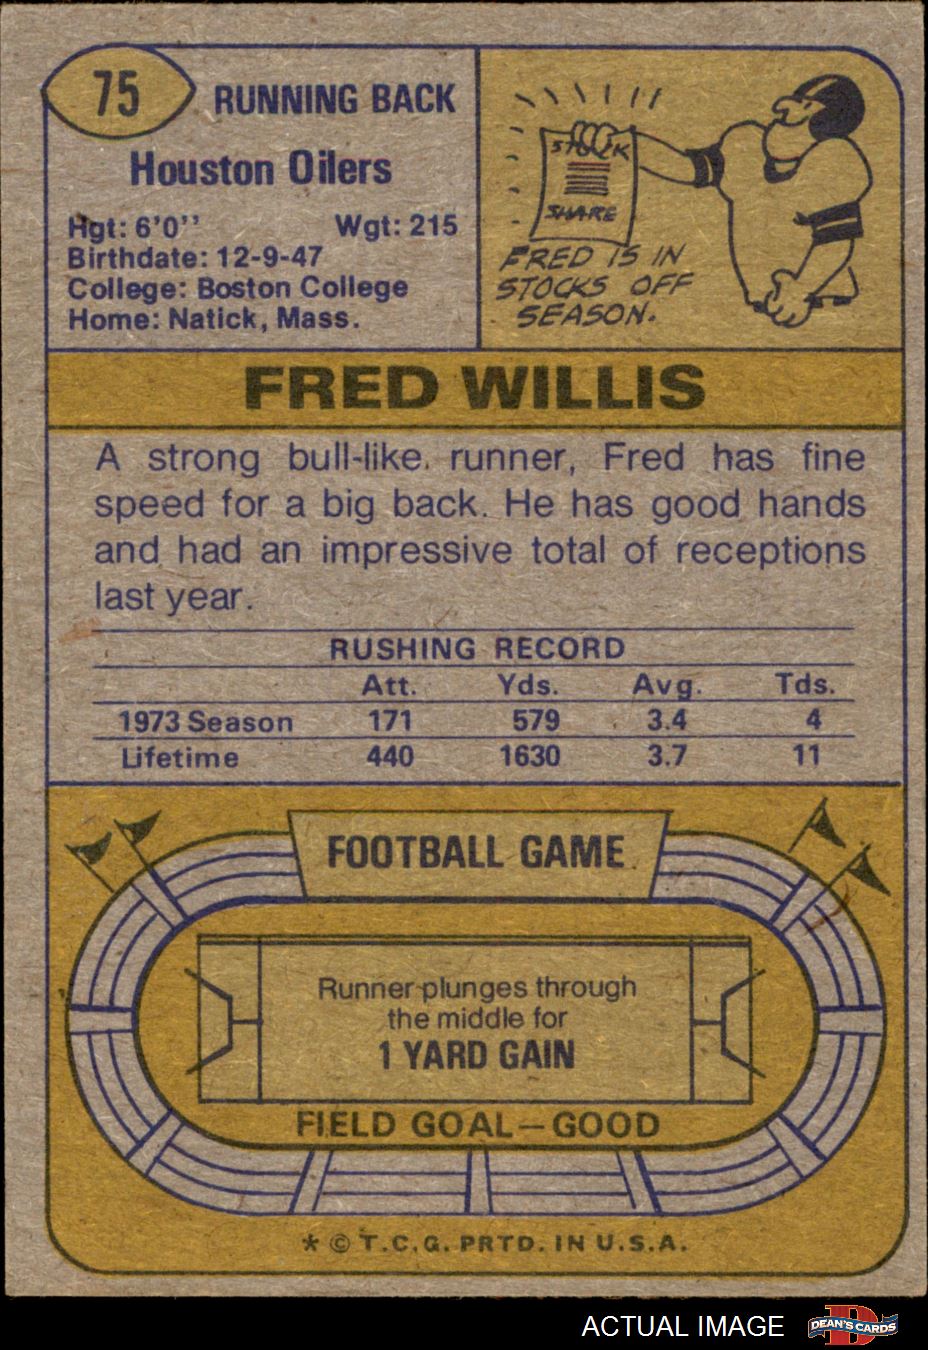 75
RUNNING BACK
Houston Oilers
Hgt: 6'0'' Wgt: 215
Birthdate: 12-9-47
College: Boston College
Home: Natick, Mass.
STOCK
SHARE
FRED IS IN
STOCKS OFF
SEASON.
FRED WILLIS
A strong bull-like runner, Fred has fine
speed for a big back. He has good hands
and had an impressive total of receptions
last year.
RUSHING RECORD
Att. Yds. Avg. Tds.
1973 Season 171 579 3.4 4
Lifetime 440 1630 3.7 11
FOOTBALL GAME
Runner plunges through
the middle for
1 YARD GAIN
FIELD GOAL—GOOD
* © T.C.G. PRTD. IN U.S.A.
ACTUAL IMAGE
DEAN'S CARDS